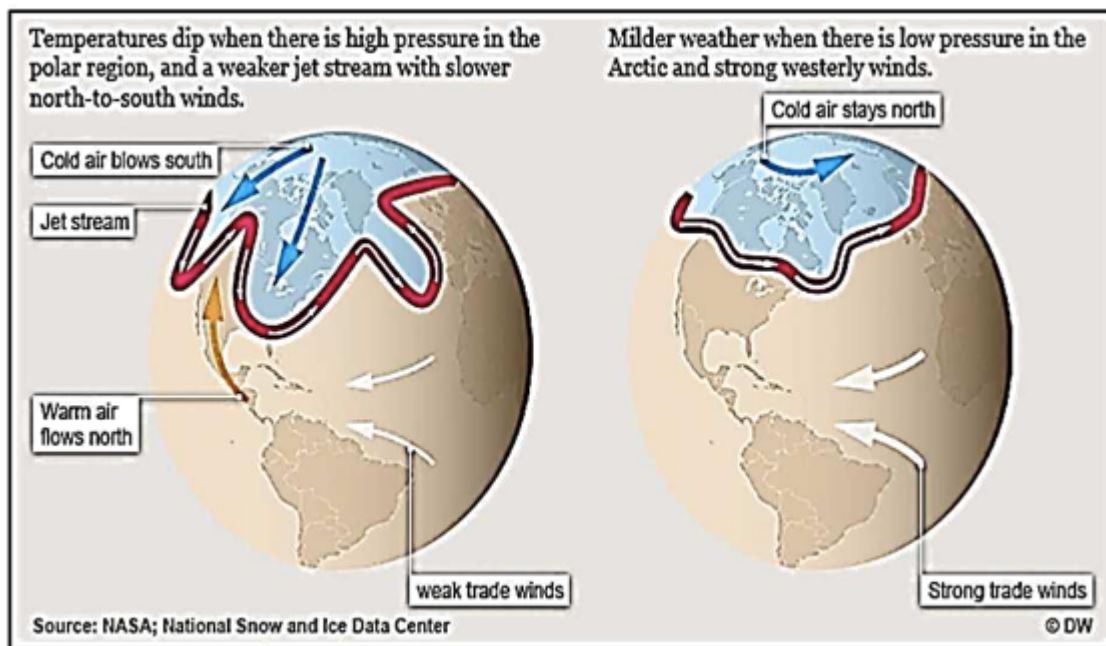 Temperatures dip when there is high pressure in the
polar region, and a weaker jet stream with slower
north-to-south winds.
Cold air blows south
Jet stream
Warm air
flows north
weak trade winds
Milder weather when there is low pressure in the
Arctic and strong westerly winds.
Cold air stays north
Strong trade winds
Source: NASA; National Snow and Ice Data Center
© DW